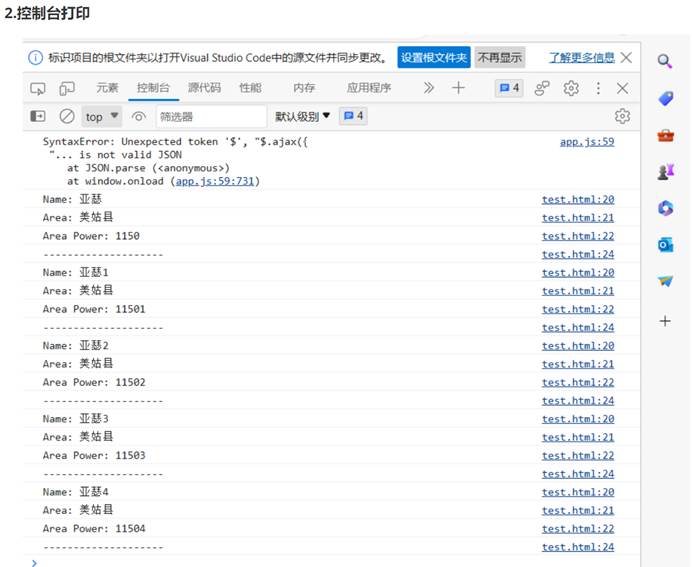 2.控制台打印
标识项目的根文件夹以打开Visual Studio Code中的源文件并同步更改。 设置根文件夹 不再显示 了解更多信息
元素 控制台 源代码 性能 内存 应用程序 4
top 筛选器 默认级别 4
SyntaxError: Unexpected token '$', "$.ajax({ app.js:59
"... is not valid JSON
at JSON.parse (<anonymous>)
at window.onload (app.js:59:731)
Name: 亚瑟 test.html:20
Area: 美姑县 test.html:21
Area Power: 1150 test.html:22
-------------------- test.html:24
Name: 亚瑟1 test.html:20
Area: 美姑县 test.html:21
Area Power: 11501 test.html:22
-------------------- test.html:24
Name: 亚瑟2 test.html:20
Area: 美姑县 test.html:21
Area Power: 11502 test.html:22
-------------------- test.html:24
Name: 亚瑟3 test.html:20
Area: 美姑县 test.html:21
Area Power: 11503 test.html:22
-------------------- test.html:24
Name: 亚瑟4 test.html:20
Area: 美姑县 test.html:21
Area Power: 11504 test.html:22
-------------------- test.html:24